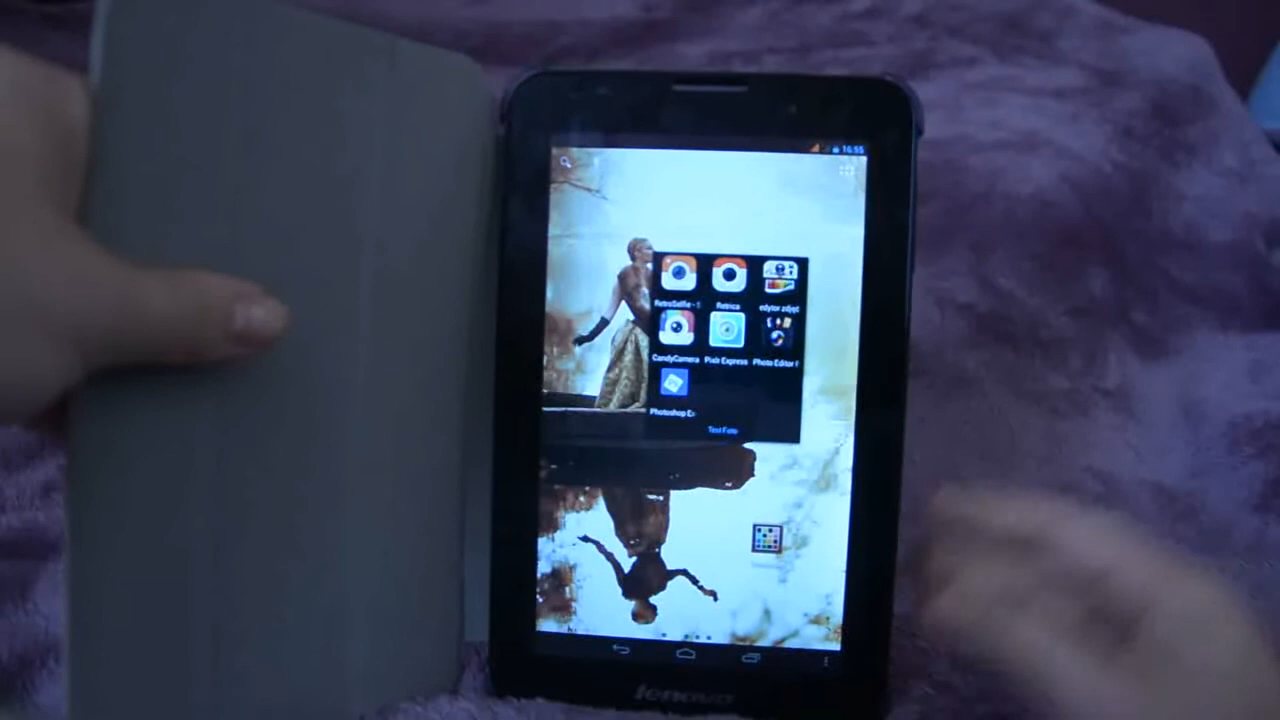 16:55
RetroSelfie - S
Retrica
edytor zdjęć
CandyCamera
Pixlr Express
Photo Editor F
Photoshop Ex
Test Foto
lenovo